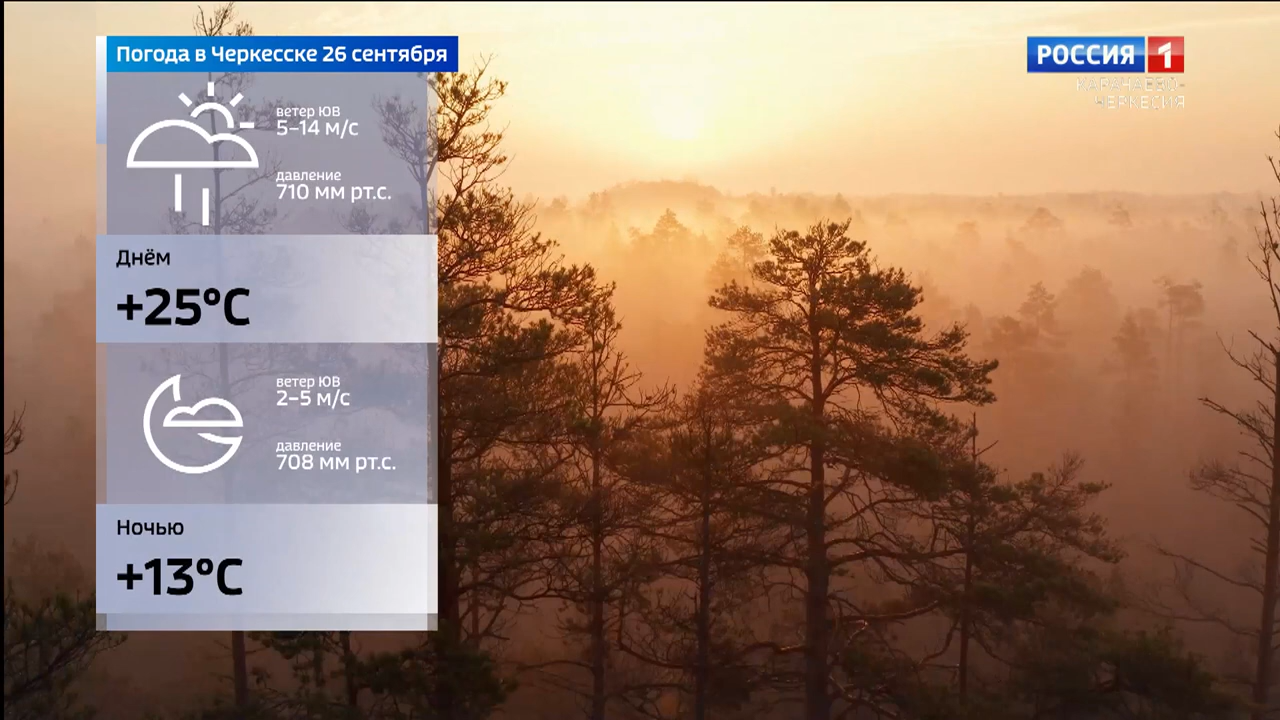 Погода в Черкесске 26 сентября
РОССИЯ 1
КАРАЧАЕВО-
ЧЕРКЕСИЯ
ветер ЮВ
5-14 м/с
давление
710 мм рт.с.
Днём
+25°C
ветер ЮВ
2-5 м/с
давление
708 мм рт.с.
Ночью
+13°C